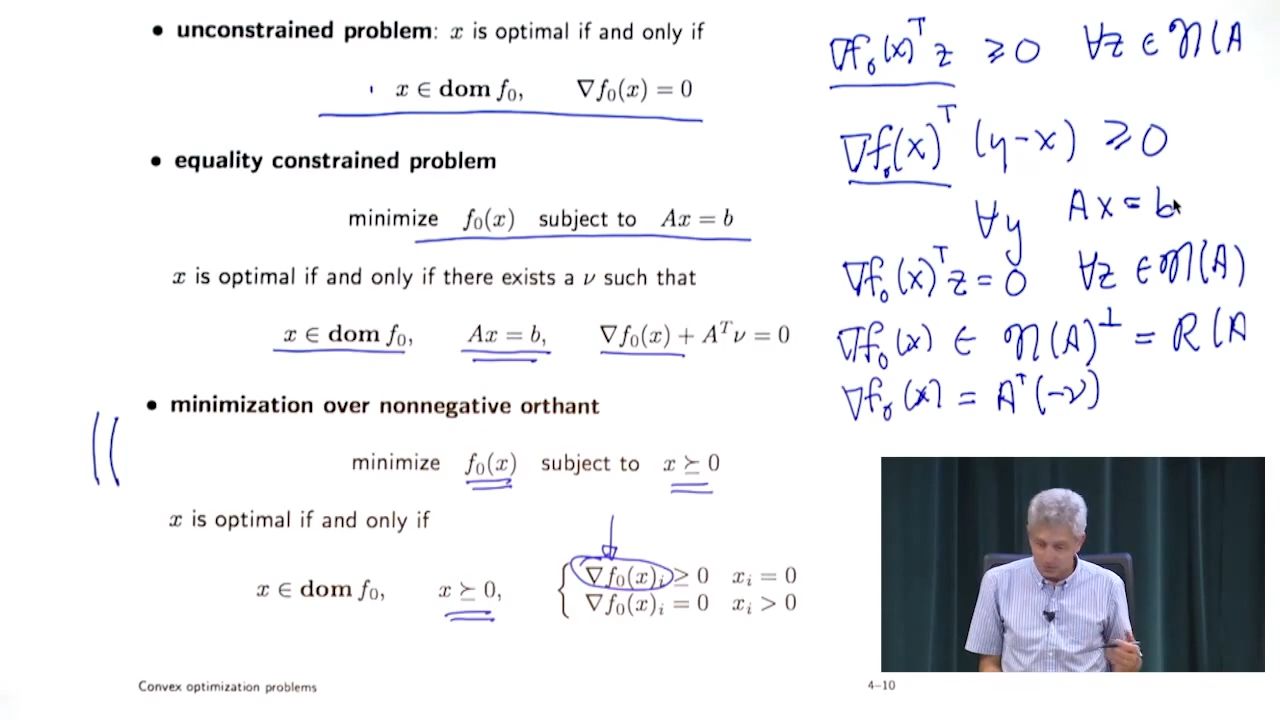 • unconstrained problem: x is optimal if and only if
x ∈ dom f₀, ∇f₀(x) = 0
• equality constrained problem
minimize f₀(x) subject to Ax = b
x is optimal if and only if there exists a ν such that
x ∈ dom f₀, Ax = b, ∇f₀(x) + Aᵀν = 0
• minimization over nonnegative orthant
minimize f₀(x) subject to x ⪰ 0
x is optimal if and only if
x ∈ dom f₀, x ⪰ 0, { ∇f₀(x)ᵢ ≥ 0 xᵢ = 0
∇f₀(x)ᵢ = 0 xᵢ > 0
Convex optimization problems 4–10
∇f₀(x)ᵀ z ≥ 0 ∀z ∈ N(A
∇f₀(x)ᵀ (y-x) ≥ 0
∀y Ax = b
∇f₀(x)ᵀ z = 0 ∀z ∈ N(A)
∇f₀(x) ∈ N(A)^⊥ = R(A
∇f₀(x) = Aᵀ(-ν)